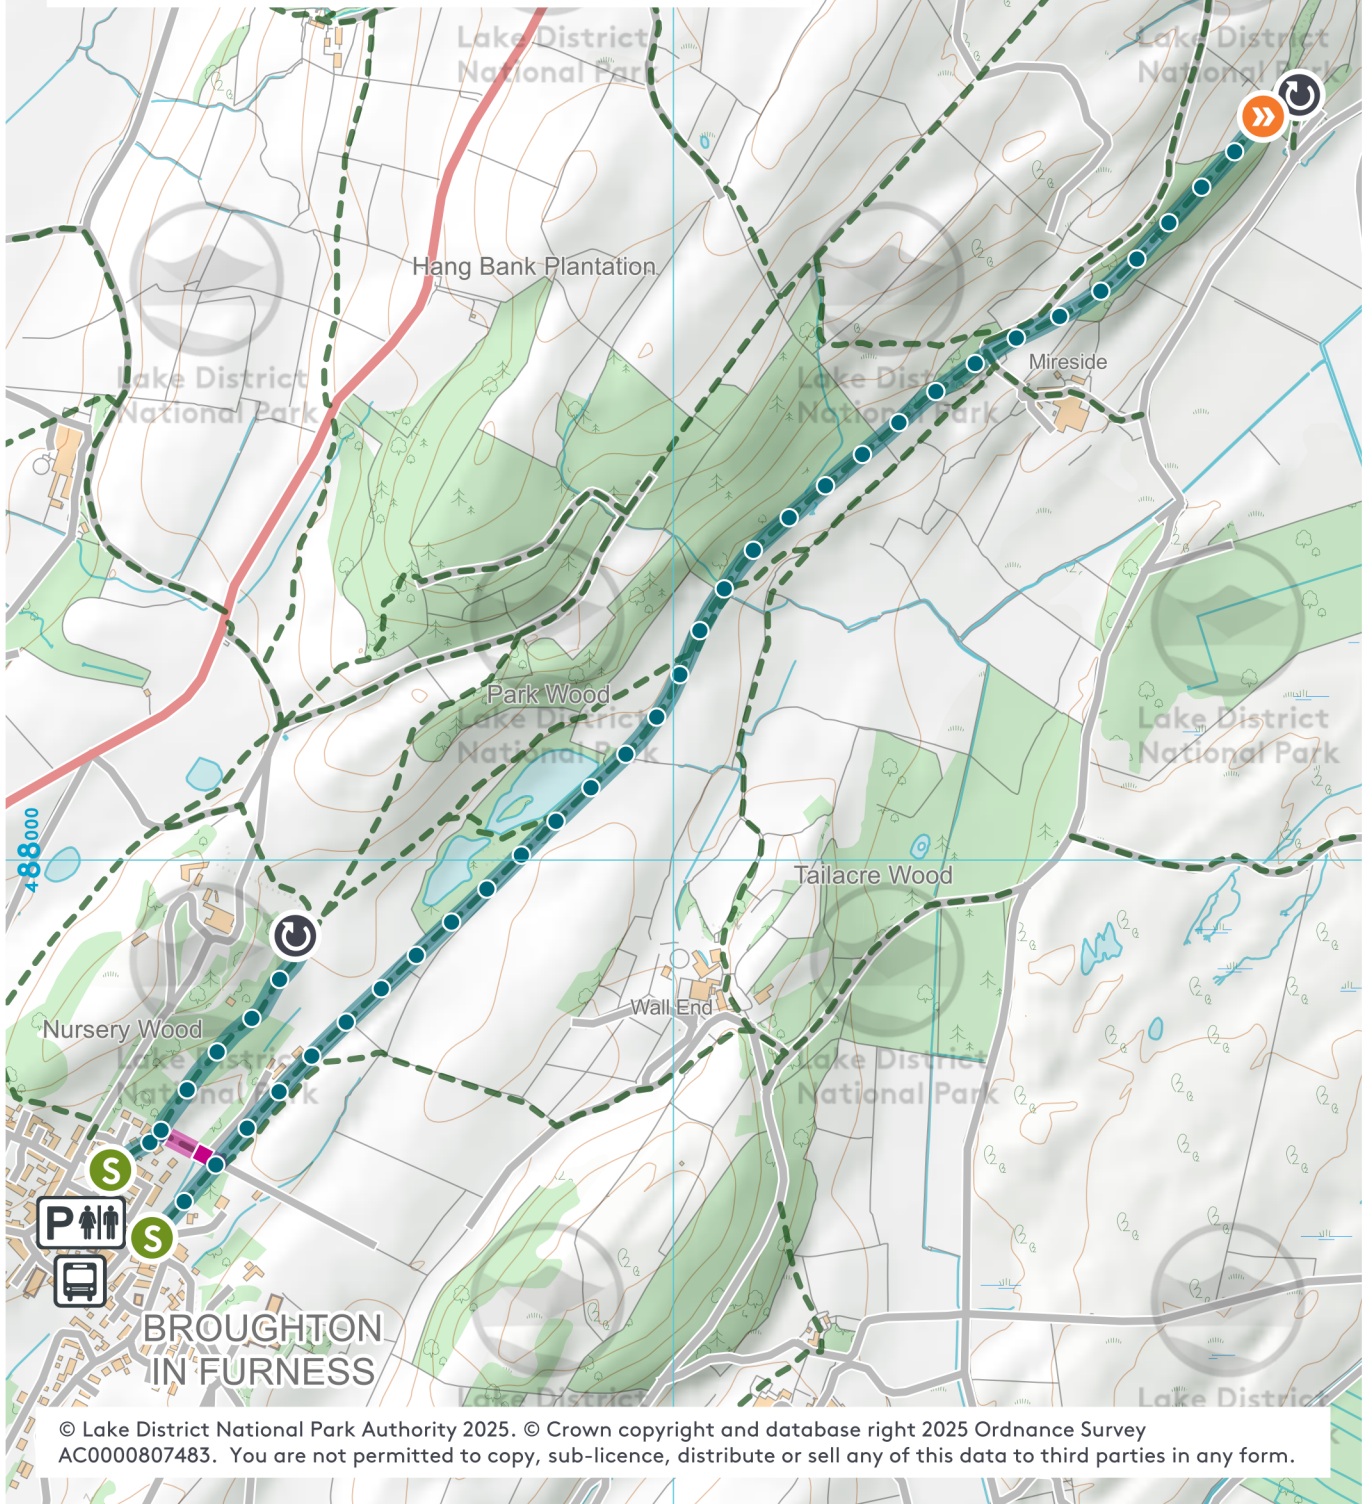 Lake District
National Park
Lake District
National Park
Hang Bank Plantation
Lake District
National Park
Lake District
National Park
Mireside
Park Wood
Lake District
National Park
Lake District
National Park
488000
Tailacre Wood
Wall End
Nursery Wood
Lake District
National Park
Lake District
National Park
S
P
S
BROUGHTON
IN FURNESS
Lake District
Lake District
© Lake District National Park Authority 2025. © Crown copyright and database right 2025 Ordnance Survey
AC0000807483. You are not permitted to copy, sub-licence, distribute or sell any of this data to third parties in any form.